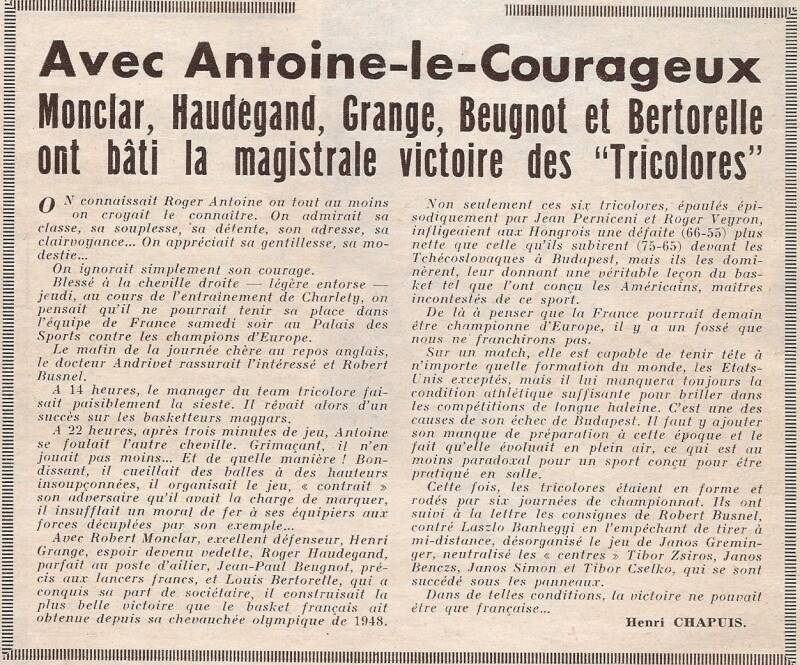 Avec Antoine-le-Courageux
Monclar, Haudegand, Grange, Beugnot et Bertorelle
ont bâti la magistrale victoire des "Tricolores"
ON connaissait Roger Antoine ou tout au moins
on croyait le connaître. On admirait sa
classe, sa souplesse, sa détente, son adresse, sa
clairvoyance... On appréciait sa gentillesse, sa mo-
destie...
On ignorait simplement son courage.
Blessé à la cheville droite — légère entorse —
jeudi, au cours de l'entraînement de Charlety, on
pensait qu'il ne pourrait tenir sa place dans
l'équipe de France samedi soir au Palais des
Sports contre les champions d'Europe.
Le matin de la journée chère au repos anglais,
le docteur Andrivet rassurait l'intéressé et Robert
Busnel.
A 14 heures, le manager du team tricolore fai-
sait paisiblement la sieste. Il rêvait alors d'un
succès sur les basketteurs magyars.
A 22 heures, après trois minutes de jeu, Antoine
se foulait l'autre cheville. Grimaçant, il n'en
jouait pas moins... Et de quelle manière ! Bon-
dissant, il cueillait des balles à des hauteurs
insoupçonnées, il organisait le jeu, « contrait »
son adversaire qu'il avait la charge de marquer,
il insufflait un moral de fer à ses équipiers aux
forces décuplées par son exemple...
Avec Robert Monclar, excellent défenseur, Henri
Grange, espoir devenu vedette, Roger Haudegand,
parfait au poste d'ailier, Jean-Paul Beugnot, pré-
cis aux lancers francs, et Louis Bertorelle, qui a
conquis sa part de sociétaire, il construisait la
plus belle victoire que le basket français ait
obtenue depuis sa chevauchée olympique de 1948.
Non seulement ces six tricolores, épaulés épi-
sodiquement par Jean Perniceni et Roger Veyron,
infligeaient aux Hongrois une défaite (66-55) plus
nette que celle qu'ils subirent (75-65) devant les
Tchécoslovaques à Budapest, mais ils les domi-
nèrent, leur donnant une véritable leçon du bas-
ket tel que l'ont conçu les Américains, maîtres
incontestés de ce sport.
De là à penser que la France pourrait demain
être championne d'Europe, il y a un fossé que
nous ne franchirons pas.
Sur un match, elle est capable de tenir tête à
n'importe quelle formation du monde, les Etats-
Unis exceptés, mais il lui manquera toujours la
condition athlétique suffisante pour briller dans
les compétitions de longue haleine. C'est une des
causes de son échec de Budapest. Il faut y ajouter
son manque de préparation à cette époque et le
fait qu'elle évoluait en plein air, ce qui est au
moins paradoxal pour un sport conçu pour être
pratiqué en salle.
Cette fois, les tricolores étaient en forme et
rodés par six journées de championnat. Ils ont
suivi à la lettre les consignes de Robert Busnel,
contré Laszlo Banhegyi en l'empêchant de tirer à
mi-distance, désorganisé le jeu de Janos Gremin-
ger, neutralisé les « centres » Tibor Zsiros, Janos
Benczs, Janos Simon et Tibor Cselko, qui se sont
succédé sous les panneaux.
Dans de telles conditions, la victoire ne pouvait
être que française...
Henri CHAPUIS.